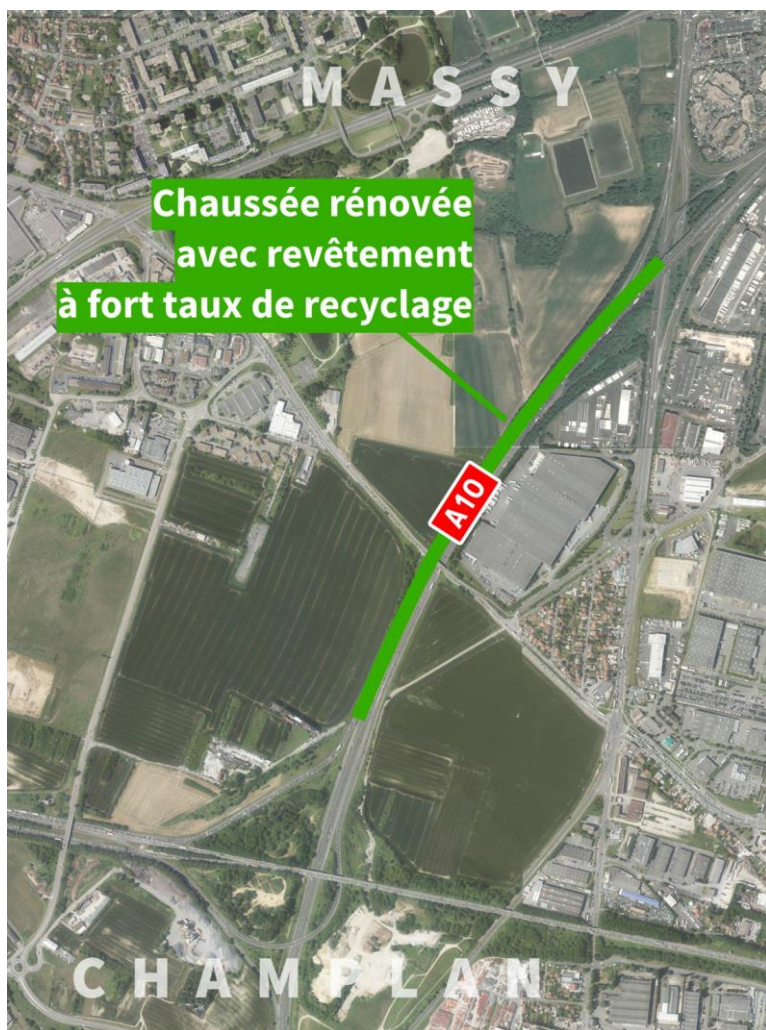 MASSY
Chaussée rénovée
avec revêtement
à fort taux de recyclage
A10
CHAMPLAN